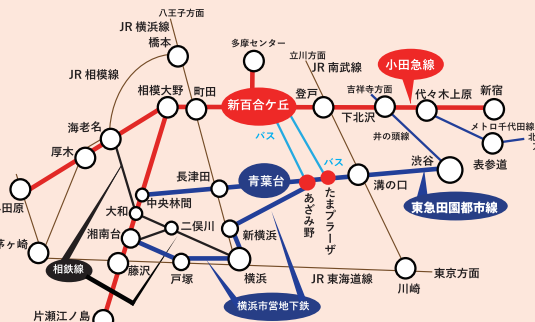 八王子方面
JR 横浜線
橋本
多摩センター
立川方面
JR 南武線
JR 相模線
小田急線
吉祥寺方面
相模大野
町田
新百合ケ丘
登戸
代々木上原
新宿
下北沢
メトロ千代田線
海老名
バス
井の頭線
北
厚木
表参道
バス
渋谷
長津田
青葉台
溝の口
田原
中央林間
あざみ野
たまプラーザ
東急田園都市線
大和
二俣川
新横浜
湘南台
茅ヶ崎
相鉄線
藤沢
戸塚
横浜
JR 東海道線
東京方面
川崎
横浜市営地下鉄
片瀬江ノ島